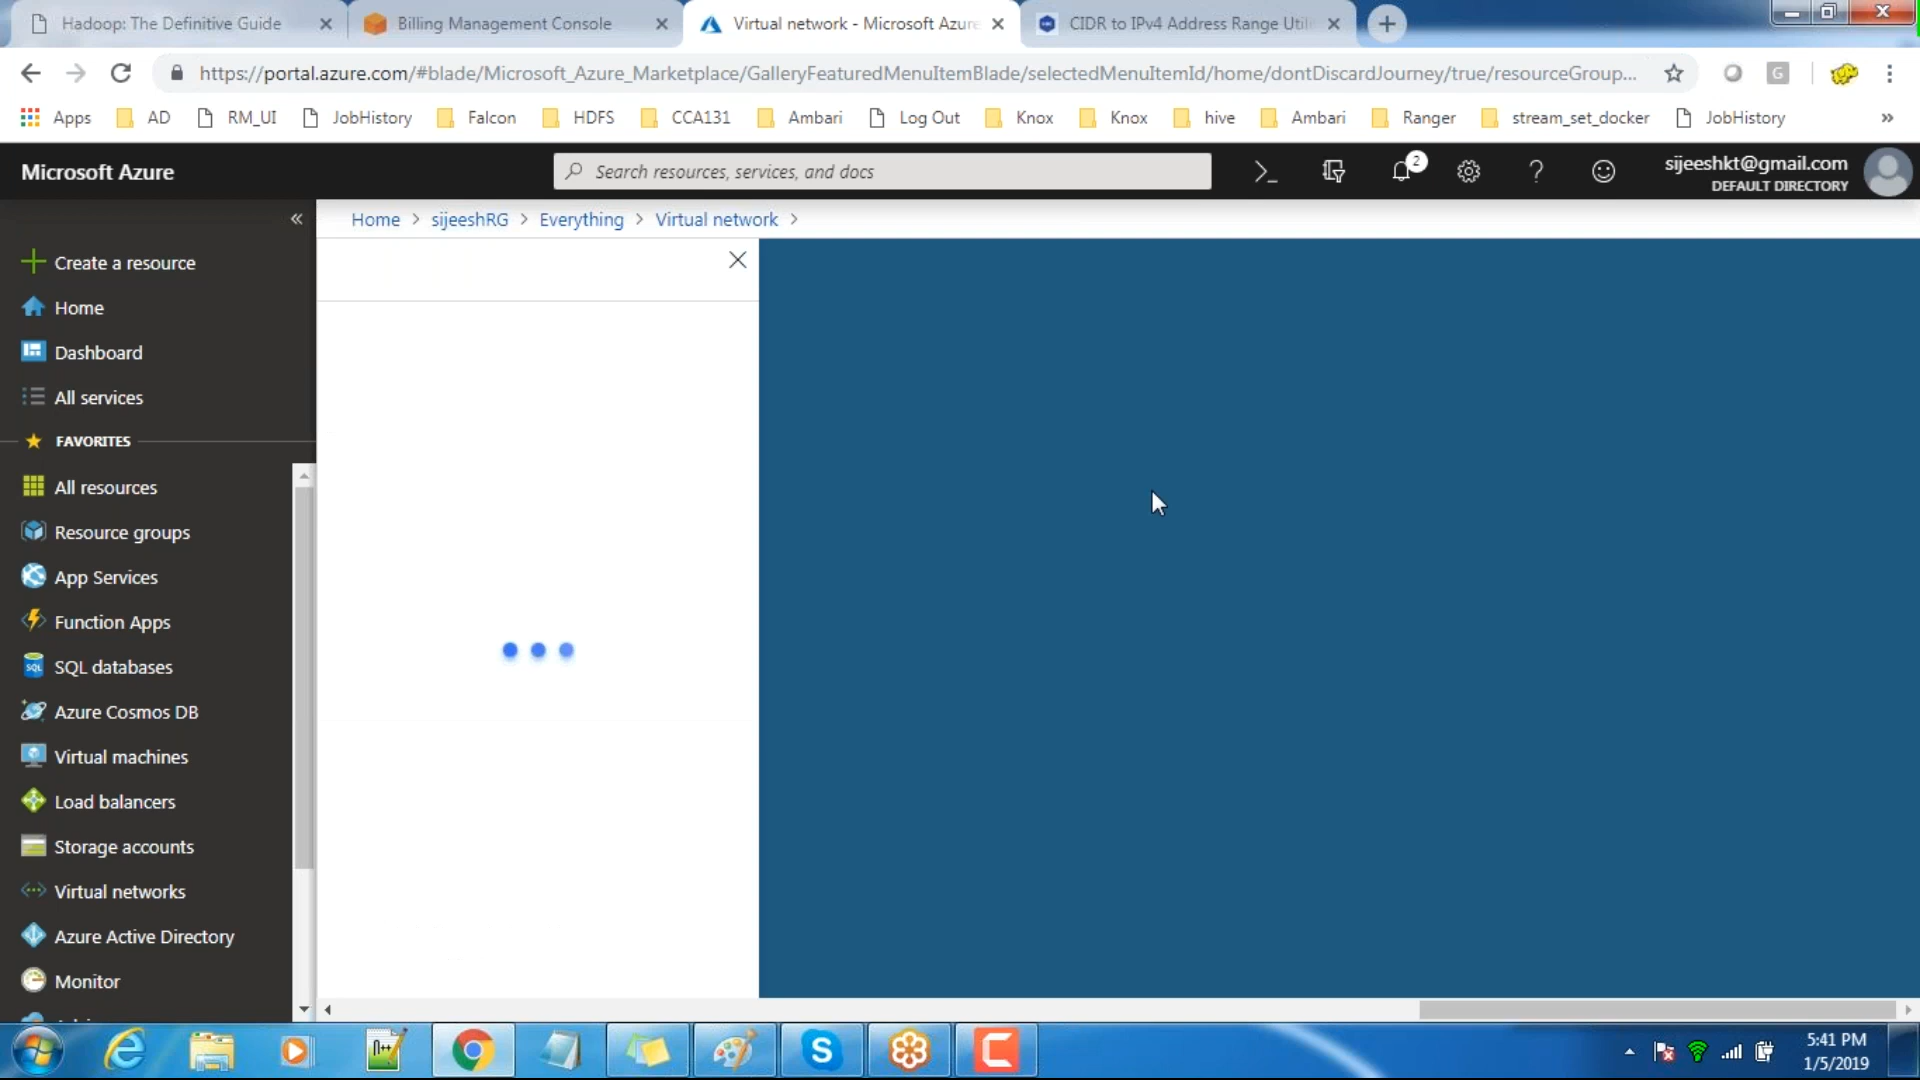 Hadoop: The Definitive Guide
Billing Management Console
Virtual network - Microsoft Azure
CIDR to IPv4 Address Range Util
https://portal.azure.com/#blade/Microsoft_Azure_Marketplace/GalleryFeaturedMenuItemBlade/selectedMenuItemId/home/dontDiscardJourney/true/resourceGroup...
G
Apps AD RM_UI JobHistory Falcon HDFS CCA131 Ambari Log Out Knox Knox hive Ambari Ranger stream_set_docker JobHistory »
Microsoft Azure
Search resources, services, and docs
2
sijeeshkt@gmail.com
DEFAULT DIRECTORY
Home > sijeeshRG > Everything > Virtual network >
Create a resource
Home
Dashboard
All services
FAVORITES
All resources
Resource groups
App Services
Function Apps
SQL databases
Azure Cosmos DB
Virtual machines
Load balancers
Storage accounts
Virtual networks
Azure Active Directory
Monitor
5:41 PM
1/5/2019